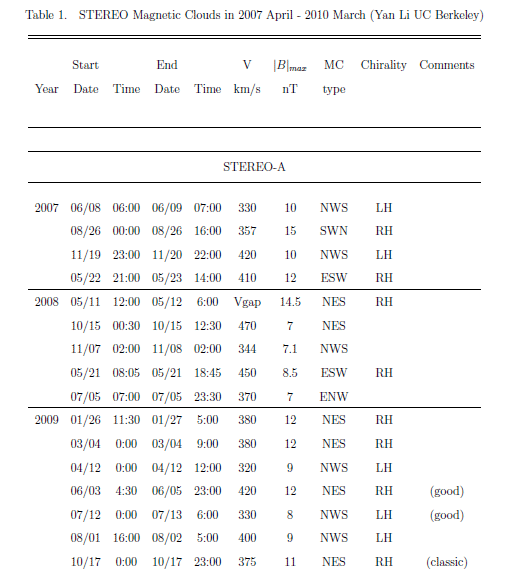 Table 1. STEREO Magnetic Clouds in 2007 April - 2010 March (Yan Li UC Berkeley)
Start End V |B|max MC Chirality Comments
Year Date Time Date Time km/s nT type
STEREO-A
2007 06/08 06:00 06/09 07:00 330 10 NWS LH
08/26 00:00 08/26 16:00 357 15 SWN RH
11/19 23:00 11/20 22:00 420 10 NWS LH
05/22 21:00 05/23 14:00 410 12 ESW RH
2008 05/11 12:00 05/12 6:00 Vgap 14.5 NES RH
10/15 00:30 10/15 12:30 470 7 NES
11/07 02:00 11/08 02:00 344 7.1 NWS
05/21 08:05 05/21 18:45 450 8.5 ESW RH
07/05 07:00 07/05 23:30 370 7 ENW
2009 01/26 11:30 01/27 5:00 380 12 NES RH
03/04 0:00 03/04 9:00 380 12 NES RH
04/12 0:00 04/12 12:00 320 9 NWS LH
06/03 4:30 06/05 23:00 420 12 NES RH (good)
07/12 0:00 07/13 6:00 330 8 NWS LH (good)
08/01 16:00 08/02 5:00 400 9 NWS LH
10/17 0:00 10/17 23:00 375 11 NES RH (classic)